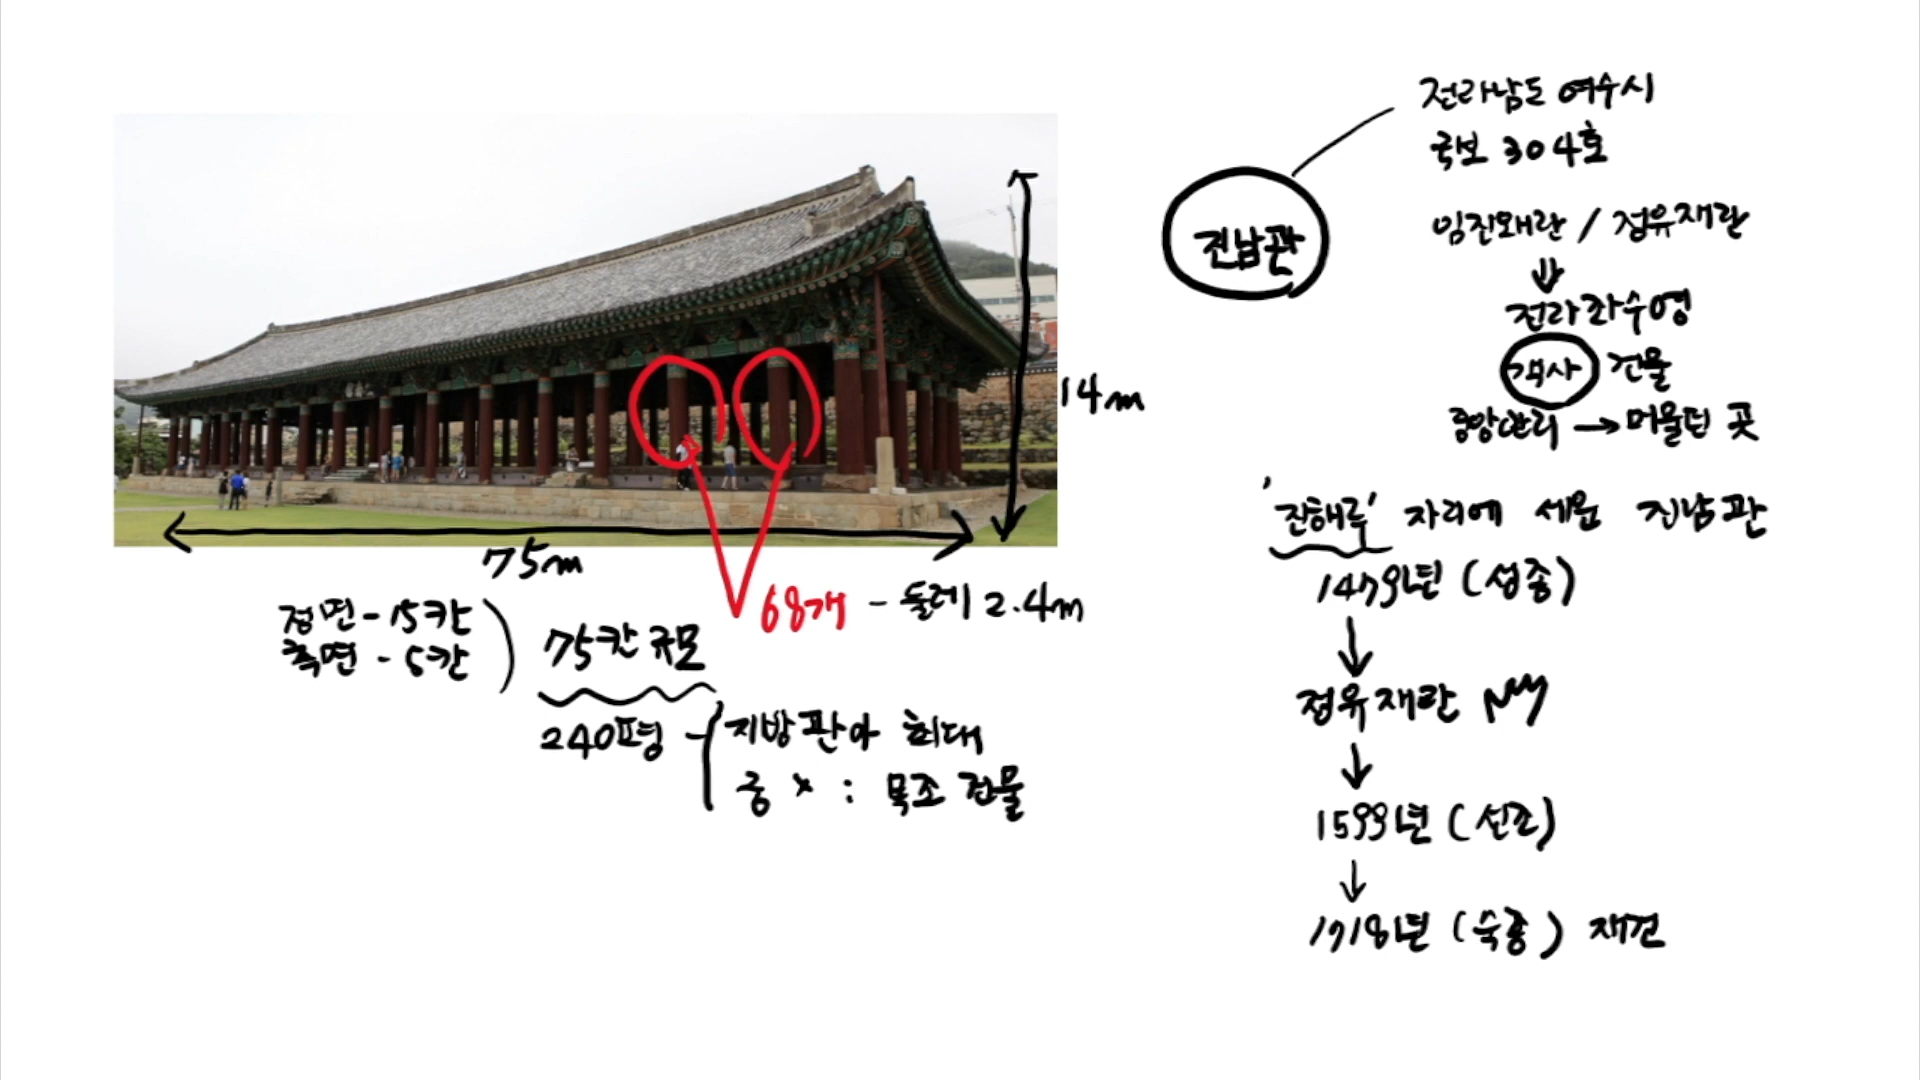 전라남도 여수시
국보 304호
진남관
임진왜란 / 정유재란
전라좌수영
객사 건물
중앙관리 → 머물던 곳
'진해루' 자리에 세운 진남관
1479년 (성종)
정유재란
1599년 (선조)
1718년 (숙종) 재건
14m
75m
68개 - 둘레 2.4m
정면 - 15칸
측면 - 5칸
75칸 규모
240평
지방관아 최대
중 × : 목조 건물